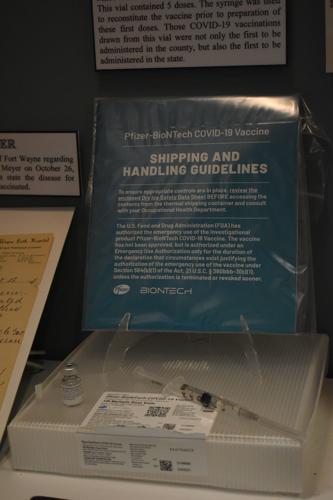 This vial contained 5 doses. The syringe was used
to reconstitute the vaccine prior to preparation of
these first doses. Those COVID-19 vaccinations
drawn from this vial were not only the first to be
administered in the county, but also the first to be
administered in the state.
ER
f Fort Wayne regarding
Meyer on October 26,
state the disease for
accinated.
Pfizer-BioNTech COVID-19 Vaccine
SHIPPING AND
HANDLING GUIDELINES
To ensure appropriate controls are in place, review the
enclosed Dry Ice Safety Data Sheet BEFORE accessing the
contents from the thermal shipping container and consult
with your Occupational Health Department.
The U.S. Food and Drug Administration (FDA) has
authorized the emergency use of the investigational
product Pfizer-BioNTech COVID-19 Vaccine. The vaccine
has not been approved, but is authorized under an
Emergency Use Authorization only for the duration of
the declaration that circumstances exist justifying the
authorization of the emergency use of the vaccine under
Section 564(b)(1) of the Act, 21 U.S.C. § 360bbb-3(b)(1),
unless the authorization is terminated or revoked sooner.
Pfizer BIONTECH
Pfizer-BioNTech COVID-19